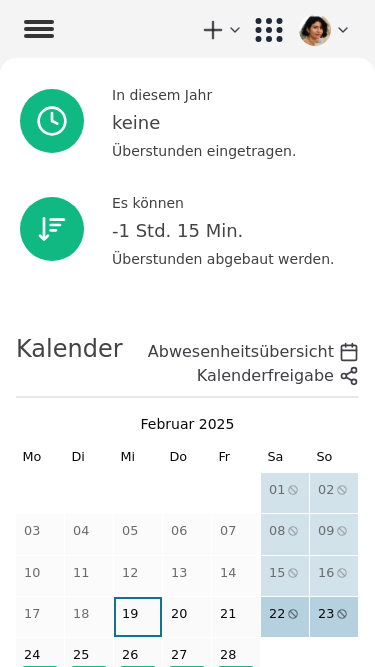 In diesem Jahr
keine
Überstunden eingetragen.
Es können
-1 Std. 15 Min.
Überstunden abgebaut werden.
Kalender
Abwesenheitsübersicht
Kalenderfreigabe
Februar 2025
Mo Di Mi Do Fr Sa So
01 02
03 04 05 06 07 08 09
10 11 12 13 14 15 16
17 18 19 20 21 22 23
24 25 26 27 28